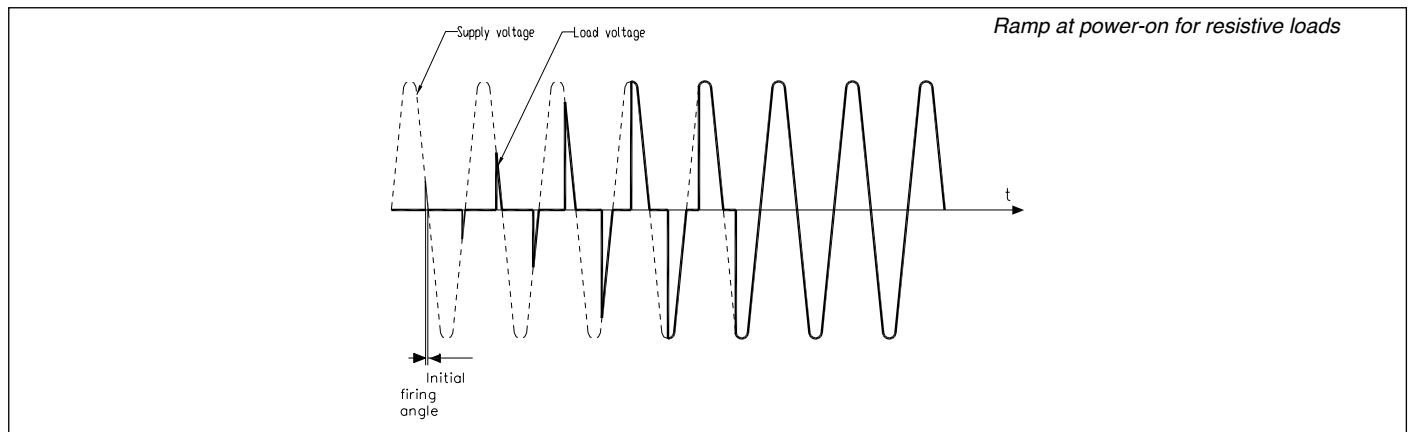 Ramp at power-on for resistive loads
Supply voltage
Load voltage
t
Initial
firing
angle